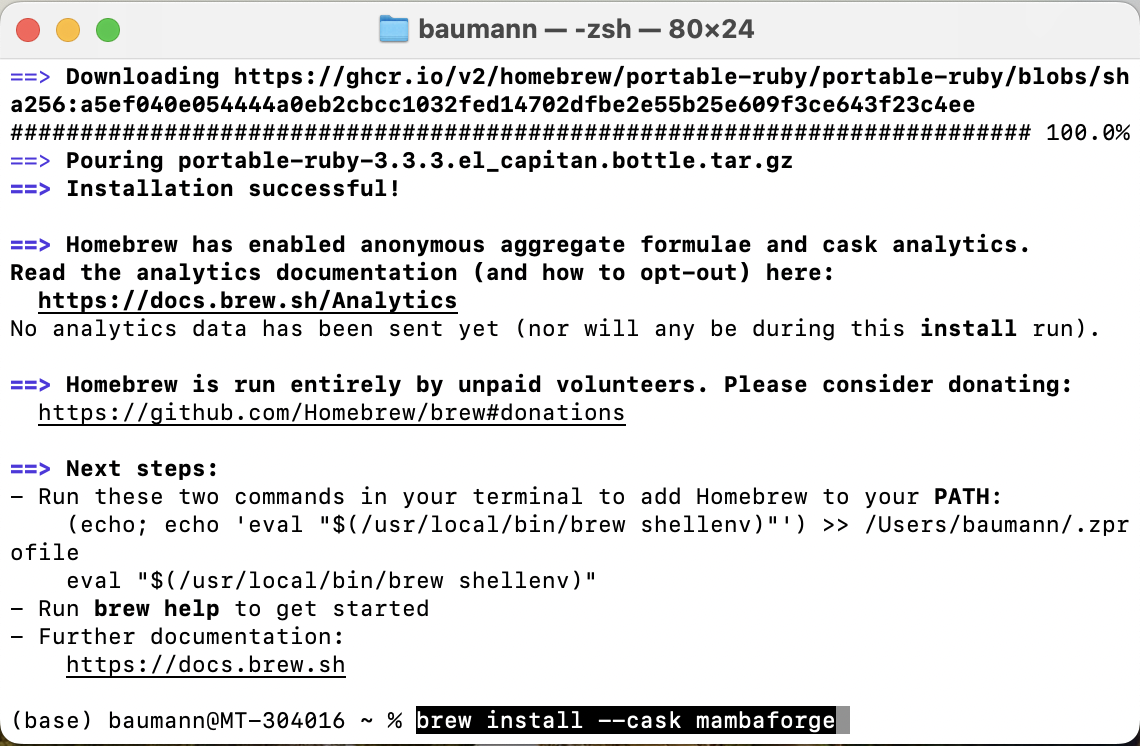 baumann — -zsh — 80×24
==> Downloading https://ghcr.io/v2/homebrew/portable-ruby/portable-ruby/blobs/sh
a256:a5ef040e054444a0eb2cbcc1032fed14702dfbe2e55b25e609f3ce643f23c4ee
######################################################################### 100.0%
==> Pouring portable-ruby-3.3.3.el_capitan.bottle.tar.gz
==> Installation successful!

==> Homebrew has enabled anonymous aggregate formulae and cask analytics.
Read the analytics documentation (and how to opt-out) here:
  https://docs.brew.sh/Analytics
No analytics data has been sent yet (nor will any be during this install run).

==> Homebrew is run entirely by unpaid volunteers. Please consider donating:
  https://github.com/Homebrew/brew#donations

==> Next steps:
- Run these two commands in your terminal to add Homebrew to your PATH:
    (echo; echo 'eval "$(/usr/local/bin/brew shellenv)"') >> /Users/baumann/.zpr
ofile
    eval "$(/usr/local/bin/brew shellenv)"
- Run brew help to get started
- Further documentation:
    https://docs.brew.sh

(base) baumann@MT-304016 ~ % brew install --cask mambaforge